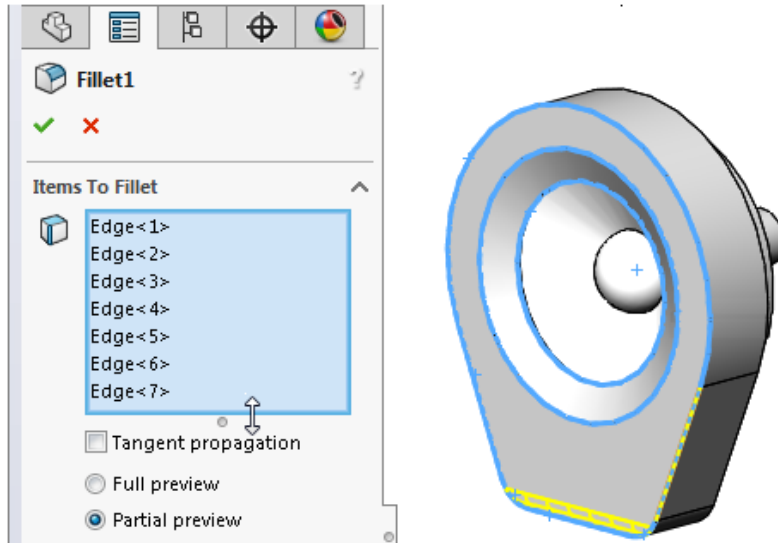 Fillet1
?
Items To Fillet
Edge<1>
Edge<2>
Edge<3>
Edge<4>
Edge<5>
Edge<6>
Edge<7>
Tangent propagation
Full preview
Partial preview